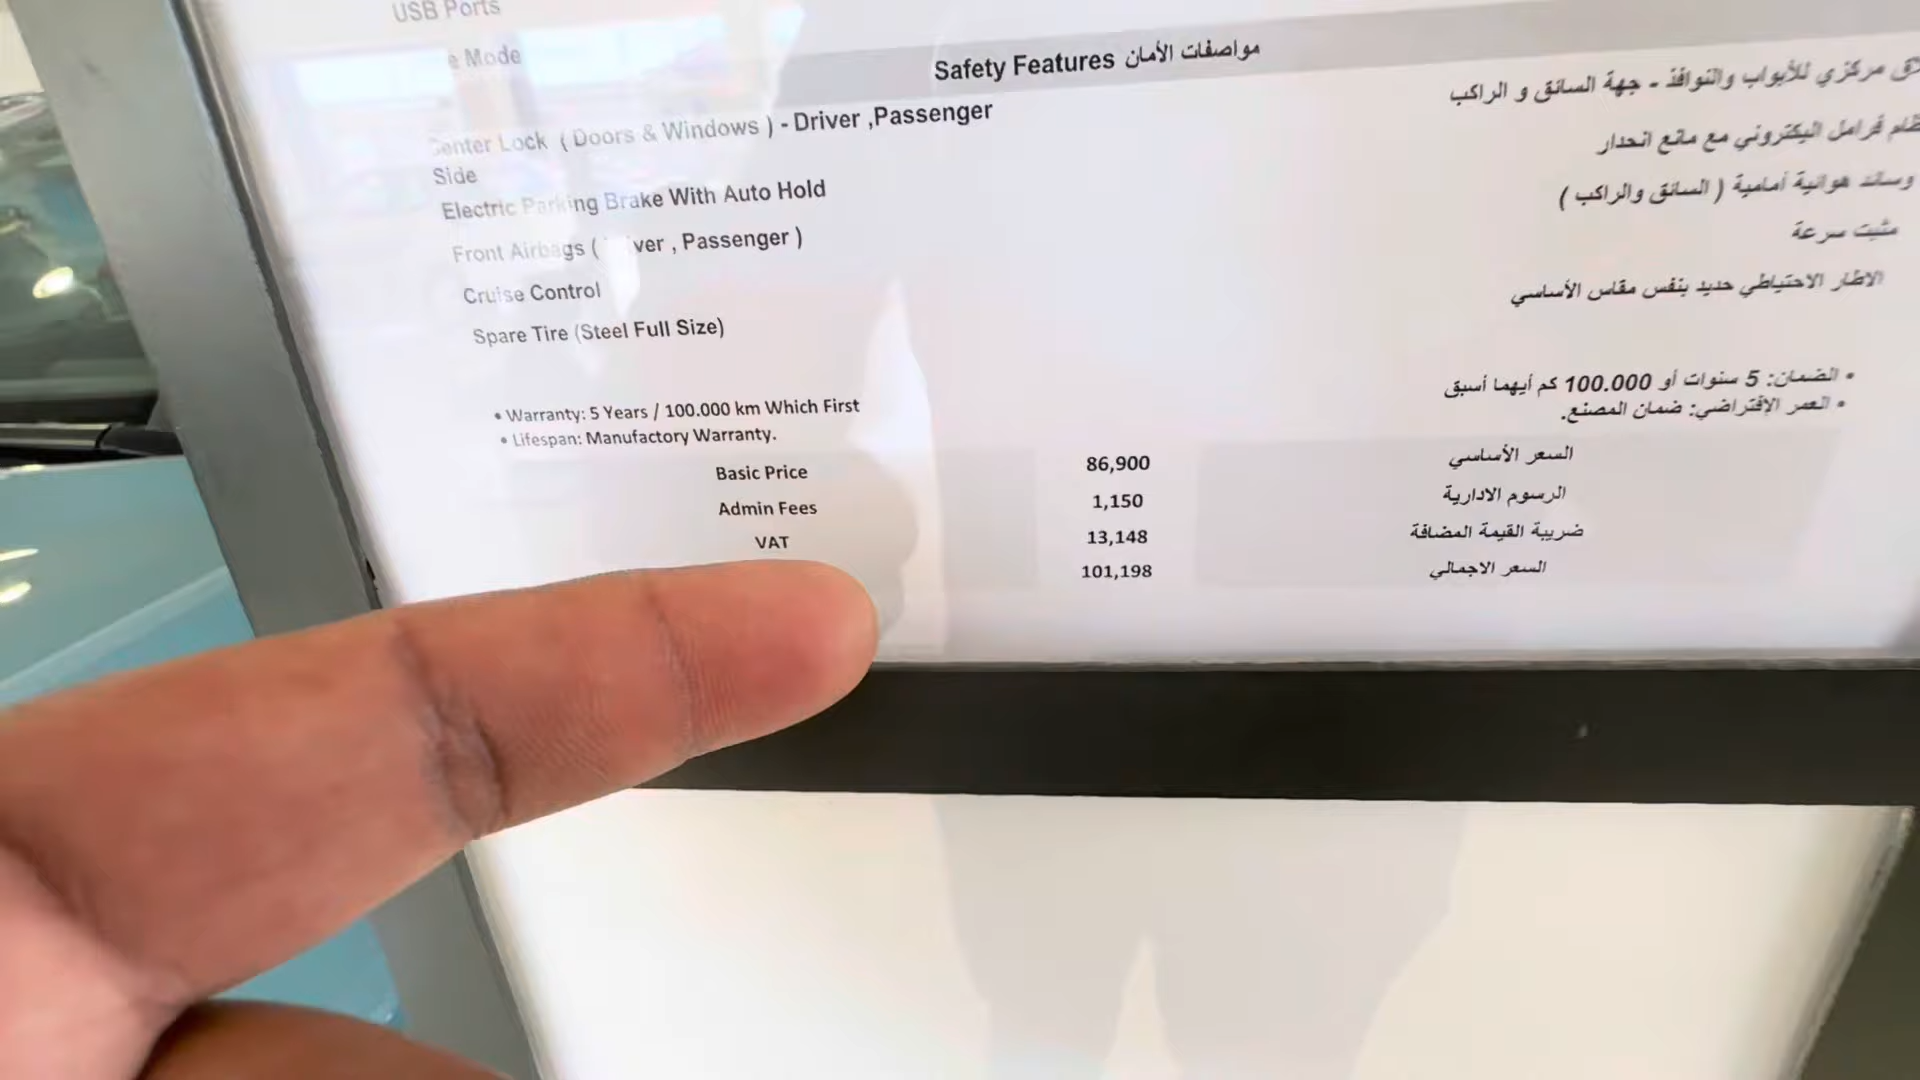 USB Ports
Mode
Safety Features مواصفات الأمان
Center Lock ( Doors & Windows ) - Driver ,Passenger
Side
مركزي للأبواب والنوافذ - جهة السائق و الراكب
Electric Parking Brake With Auto Hold
فرامل اليكتروني مع مانع انحدار
Front Airbags ( ver , Passenger )
وسائد هوائية أمامية ( السائق والراكب )
Cruise Control
مثبت سرعة
Spare Tire (Steel Full Size)
الاطار الاحتياطي حديد بنفس مقاس الأساسي
• Warranty: 5 Years / 100.000 km Which First
• الضمان: 5 سنوات أو 100.000 كم أيهما أسبق
• Lifespan: Manufactory Warranty.
• العمر الإفتراضي: ضمان المصنع.
Basic Price 86,900 السعر الأساسي
Admin Fees 1,150 الرسوم الادارية
VAT 13,148 ضريبة القيمة المضافة
101,198 السعر الاجمالي